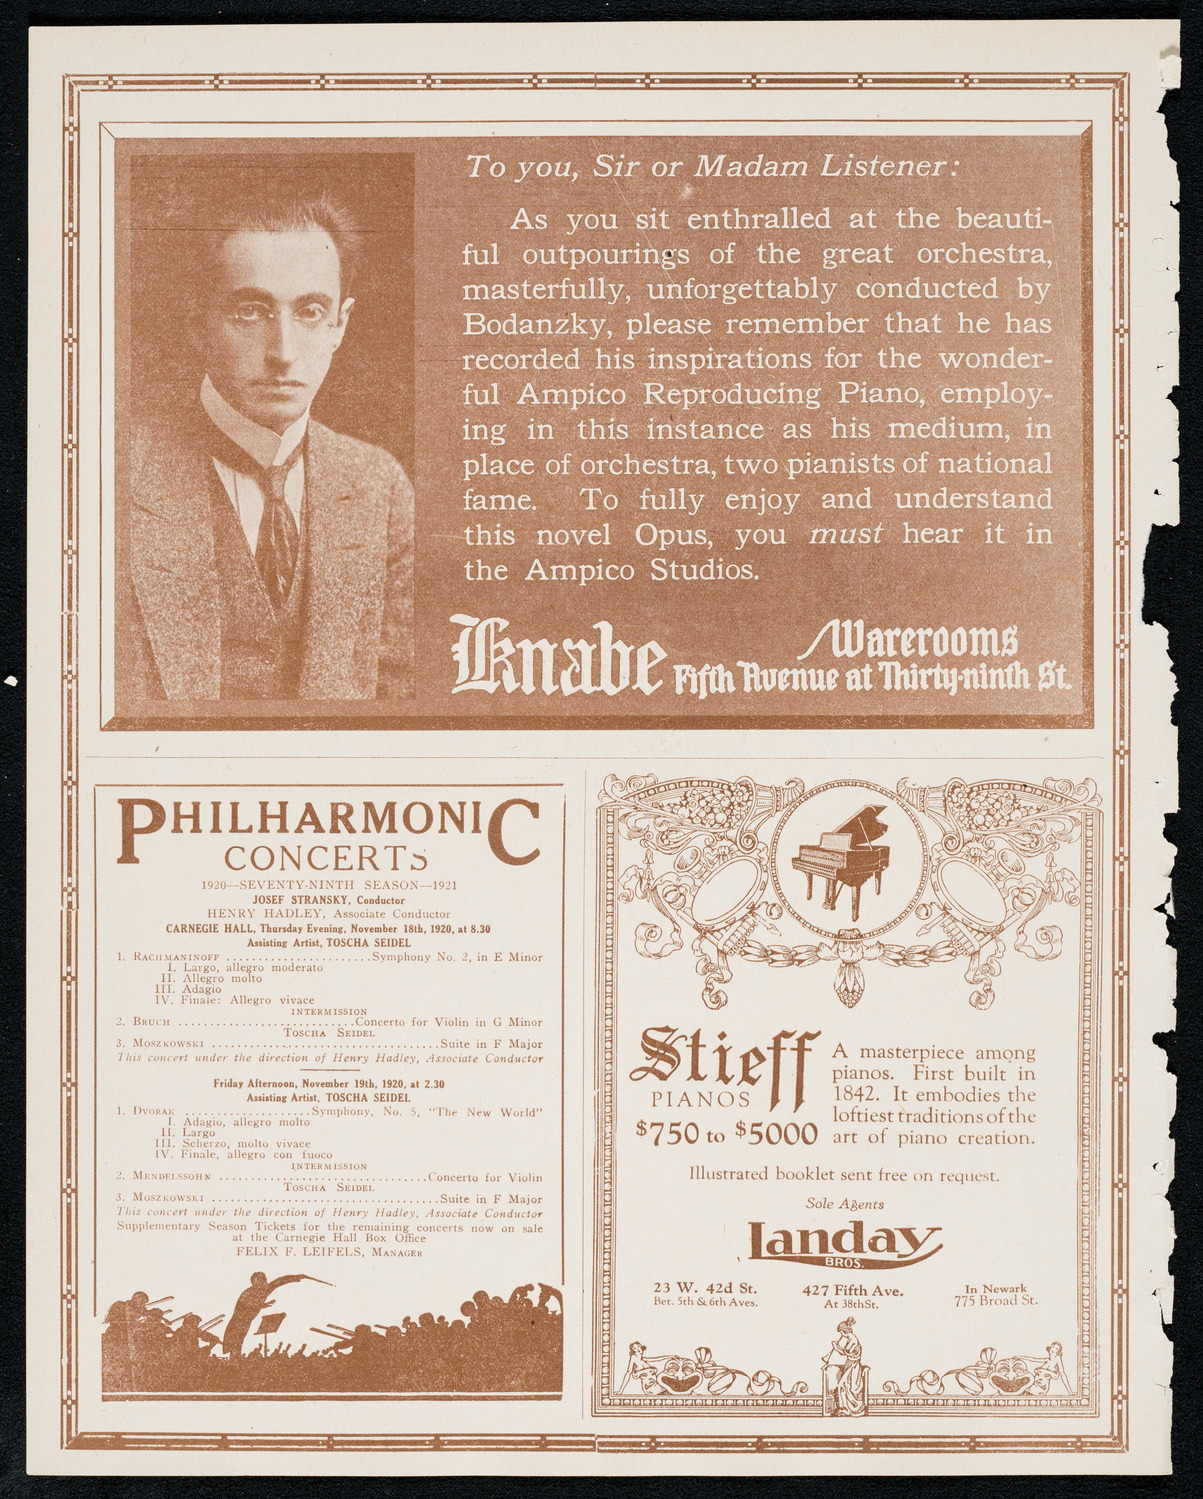 To you, Sir or Madam Listener:
As you sit enthralled at the beauti-
ful outpourings of the great orchestra,
masterfully, unforgettably conducted by
Bodanzky, please remember that he has
recorded his inspirations for the wonder-
ful Ampico Reproducing Piano, employ-
ing in this instance as his medium, in
place of orchestra, two pianists of national
fame. To fully enjoy and understand
this novel Opus, you must hear it in
the Ampico Studios.
Knabe Warerooms
Fifth Avenue at Thirty-ninth St.
PHILHARMONIC
CONCERTS
1920—SEVENTY-NINTH SEASON—1921
JOSEF STRANSKY, Conductor
HENRY HADLEY, Associate Conductor
CARNEGIE HALL, Thursday Evening, November 18th, 1920, at 8.30
Assisting Artist, TOSCHA SEIDEL
1. RACHMANINOFF ......................Symphony No. 2, in E Minor
I. Largo, allegro moderato
II. Allegro molto
III. Adagio
IV. Finale: Allegro vivace
INTERMISSION
2. BRUCH ...........................Concerto for Violin in G Minor
TOSCHA SEIDEL
3. MOSZKOWSKI ...................................Suite in F Major
This concert under the direction of Henry Hadley, Associate Conductor
Friday Afternoon, November 19th, 1920, at 2.30
Assisting Artist, TOSCHA SEIDEL
1. DVORAK ...................Symphony, No. 5, "The New World"
I. Adagio, allegro molto
II. Largo
III. Scherzo, molto vivace
IV. Finale, allegro con fuoco
INTERMISSION
2. MENDELSSOHN ................................Concerto for Violin
TOSCHA SEIDEL
3. MOSZKOWSKI ...................................Suite in F Major
This concert under the direction of Henry Hadley, Associate Conductor
Supplementary Season Tickets for the remaining concerts now on sale
at the Carnegie Hall Box Office
FELIX F. LEIFELS, MANAGER
Stieff
PIANOS
$750 to $5000
A masterpiece among
pianos. First built in
1842. It embodies the
loftiest traditions of the
art of piano creation.
Illustrated booklet sent free on request.
Sole Agents
Landay
BROS.
23 W. 42d St.
Bet. 5th & 6th Aves.
427 Fifth Ave.
At 38th St.
In Newark
775 Broad St.